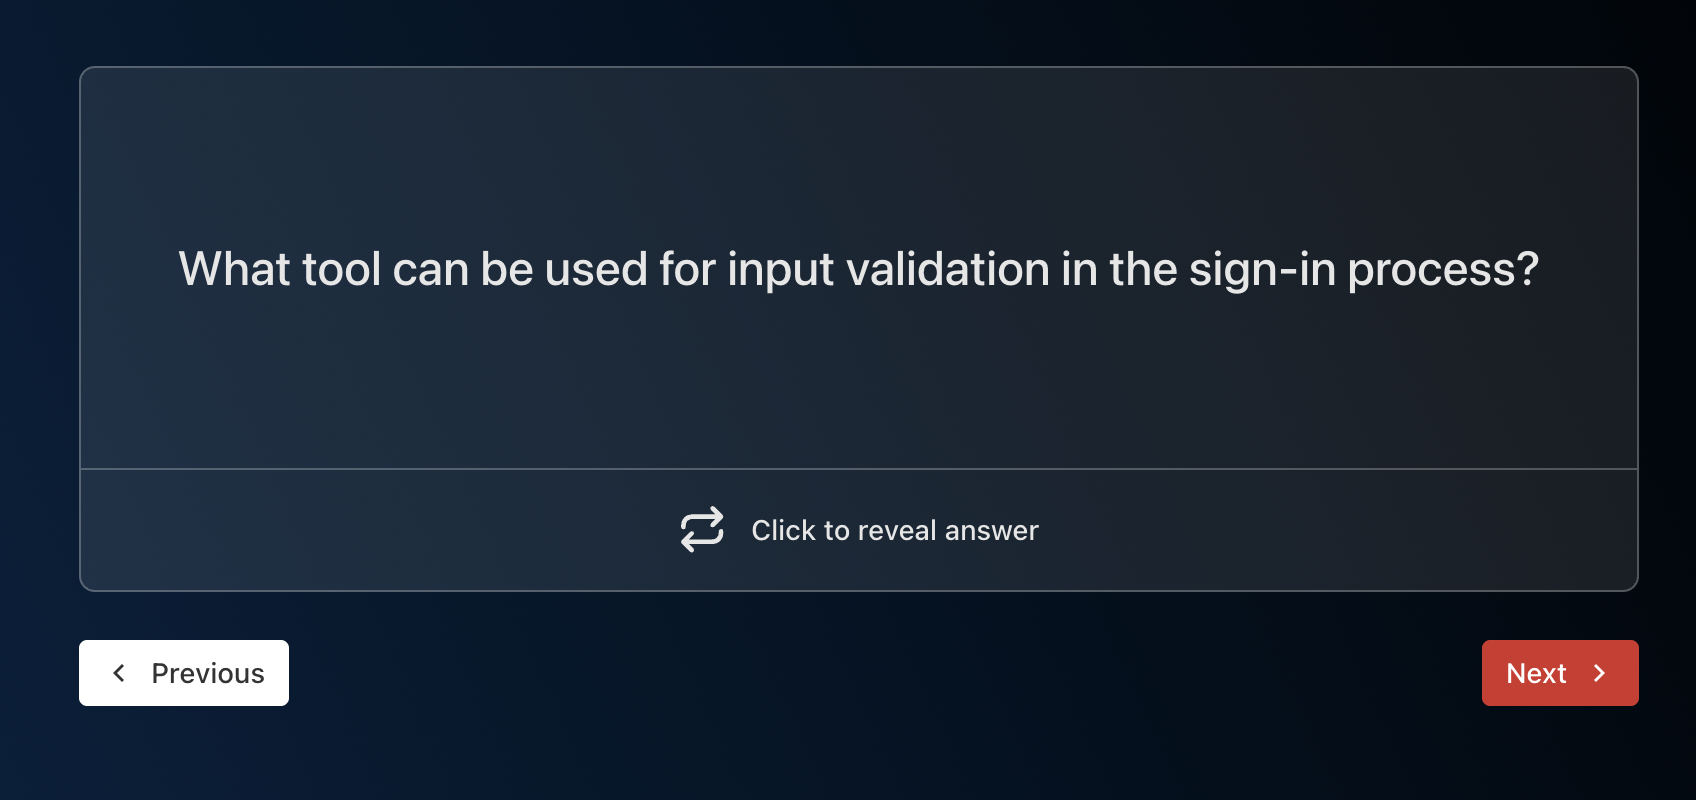 What tool can be used for input validation in the sign-in process?
Click to reveal answer
Previous
Next